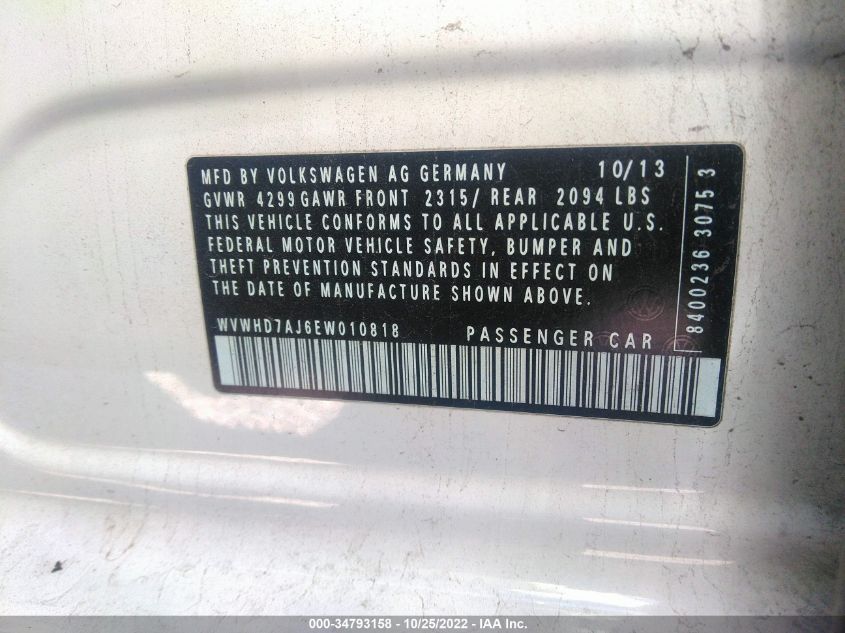 MFD BY VOLKSWAGEN AG GERMANY 10/13
GVWR 4299 GAWR FRONT 2315/ REAR 2094 LBS
THIS VEHICLE CONFORMS TO ALL APPLICABLE U.S.
FEDERAL MOTOR VEHICLE SAFETY, BUMPER AND
THEFT PREVENTION STANDARDS IN EFFECT ON
THE DATE OF MANUFACTURE SHOWN ABOVE.
WVWHD7AJ6EW010818 PASSENGER CAR
8400236 3075 3
000-34793158 - 10/25/2022 - IAA Inc.